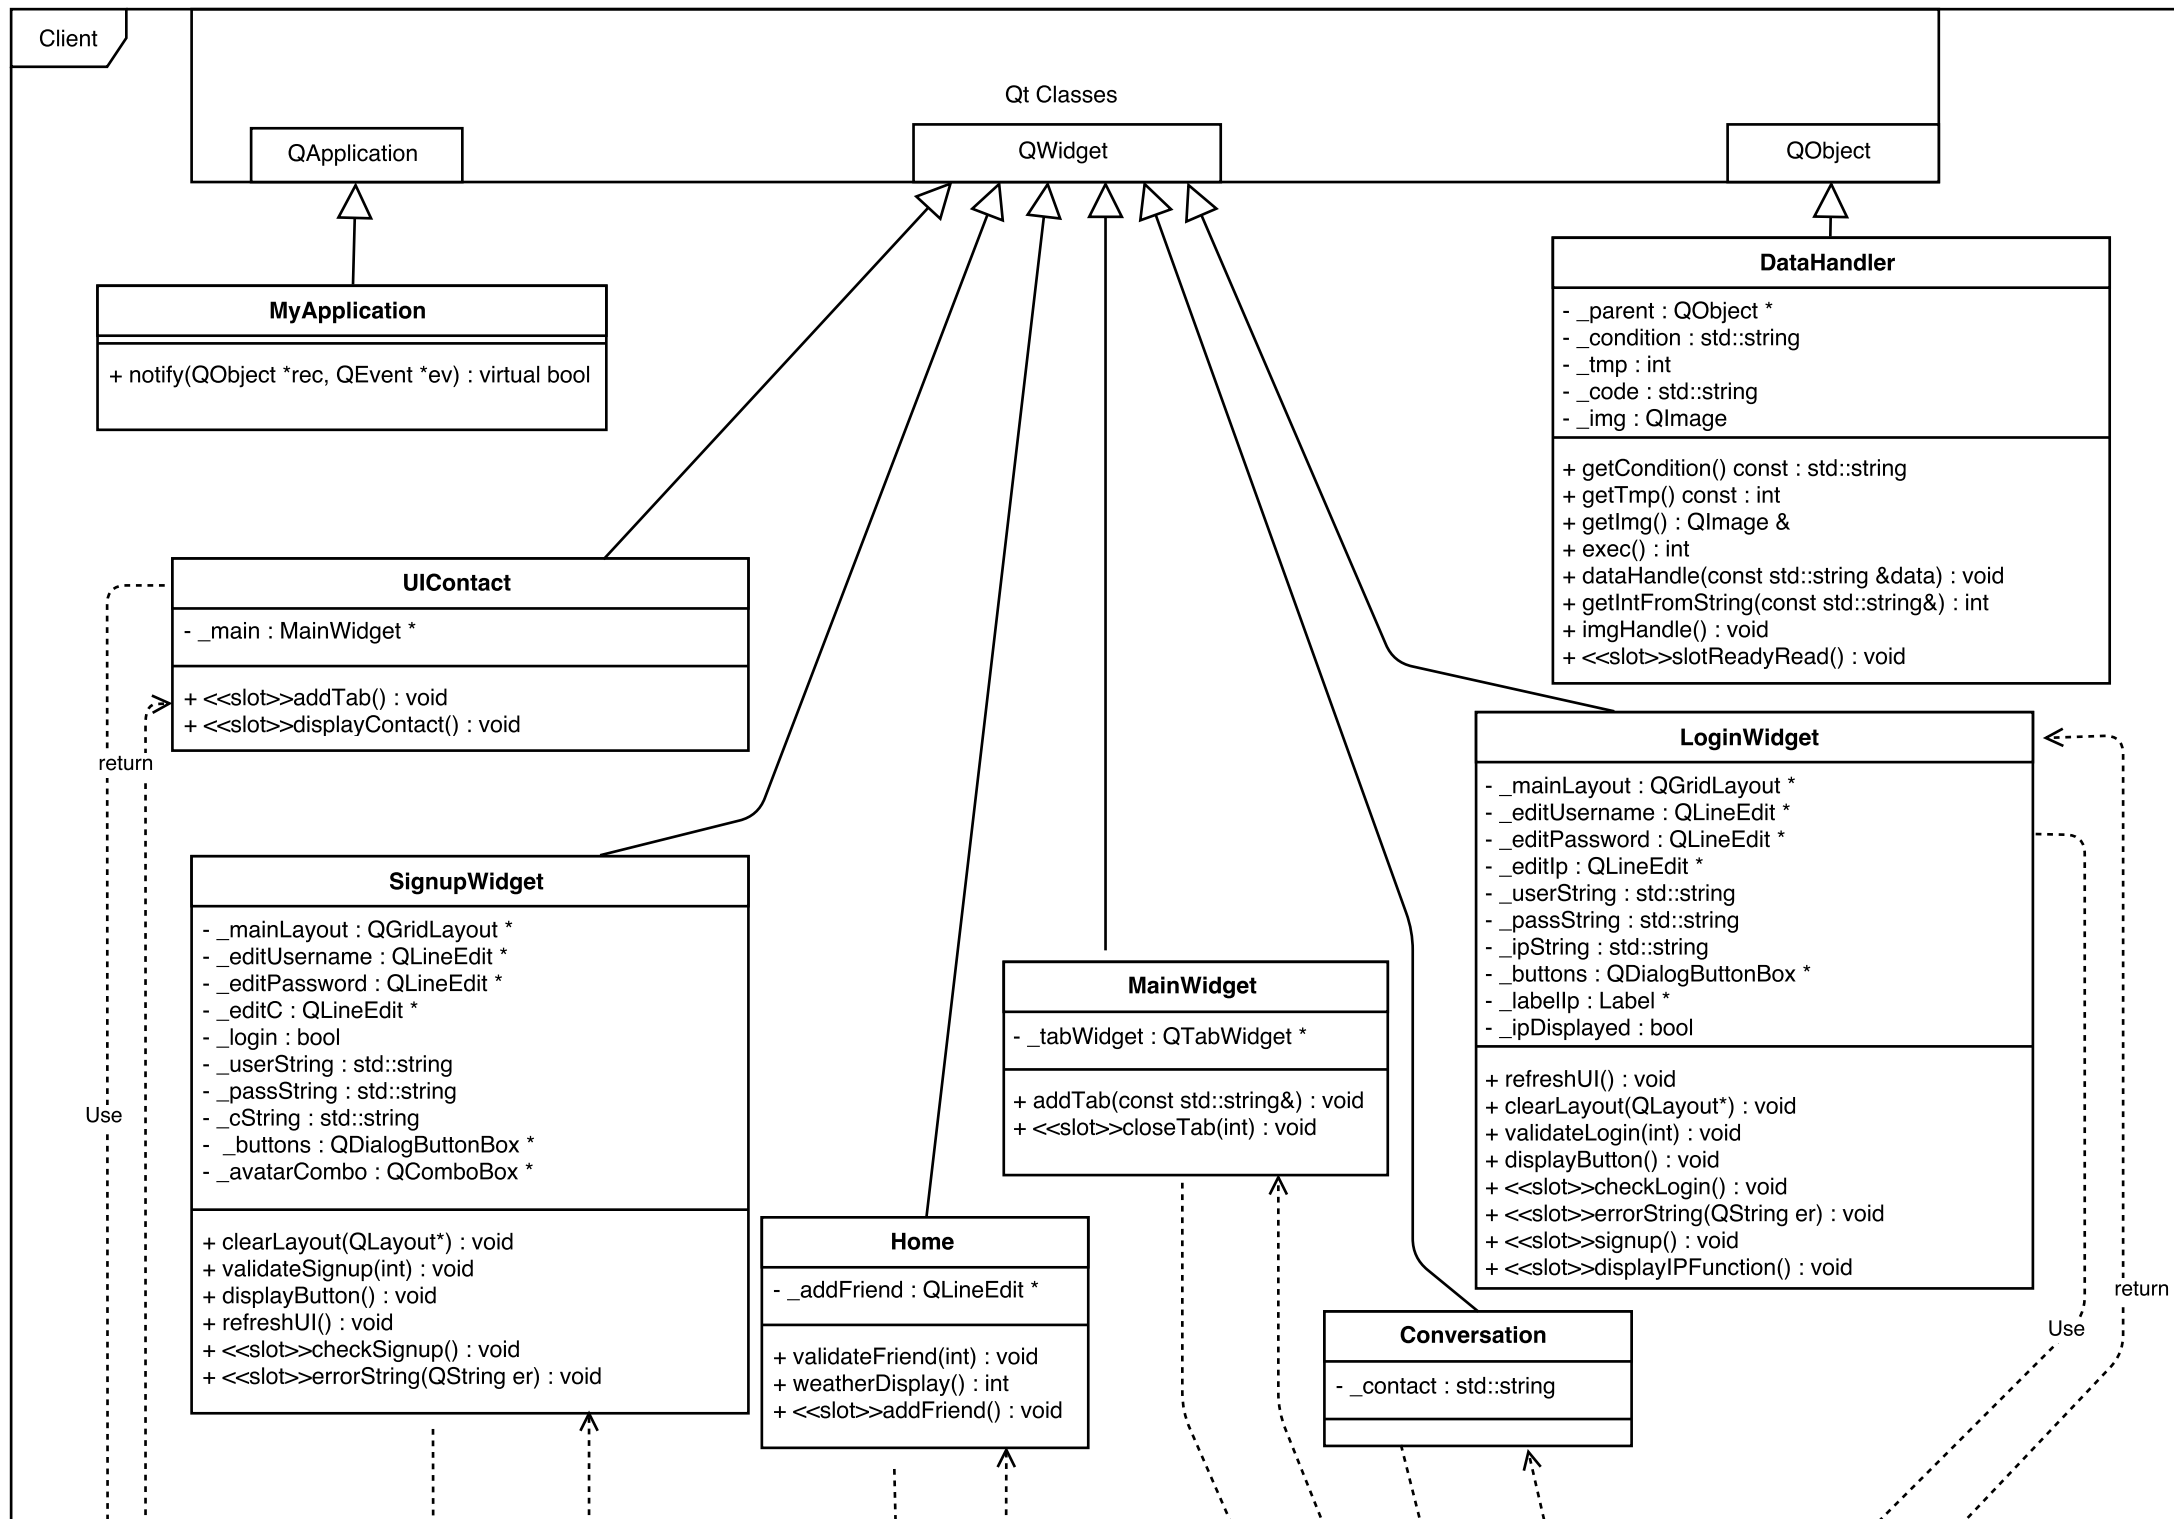 Client
Qt Classes
QApplication
QWidget
QObject
MyApplication
+ notify(QObject *rec, QEvent *ev) : virtual bool
DataHandler
- _parent : QObject *
- _condition : std::string
- _tmp : int
- _code : std::string
- _img : QImage
+ getCondition() const : std::string
+ getTmp() const : int
+ getImg() : QImage &
+ exec() : int
+ dataHandle(const std::string &data) : void
+ getIntFromString(const std::string&) : int
+ imgHandle() : void
+ <<slot>>slotReadyRead() : void
UIContact
- _main : MainWidget *
+ <<slot>>addTab() : void
+ <<slot>>displayContact() : void
return
Use
SignupWidget
- _mainLayout : QGridLayout *
- _editUsername : QLineEdit *
- _editPassword : QLineEdit *
- _editC : QLineEdit *
- _login : bool
- _userString : std::string
- _passString : std::string
- _cString : std::string
- _buttons : QDialogButtonBox *
- _avatarCombo : QComboBox *
+ clearLayout(QLayout*) : void
+ validateSignup(int) : void
+ displayButton() : void
+ refreshUI() : void
+ <<slot>>checkSignup() : void
+ <<slot>>errorString(QString er) : void
Home
- _addFriend : QLineEdit *
+ validateFriend(int) : void
+ weatherDisplay() : int
+ <<slot>>addFriend() : void
MainWidget
- _tabWidget : QTabWidget *
+ addTab(const std::string&) : void
+ <<slot>>closeTab(int) : void
Conversation
- _contact : std::string
LoginWidget
- _mainLayout : QGridLayout *
- _editUsername : QLineEdit *
- _editPassword : QLineEdit *
- _editIp : QLineEdit *
- _userString : std::string
- _passString : std::string
- _ipString : std::string
- _buttons : QDialogButtonBox *
- _labelIp : Label *
- _ipDisplayed : bool
+ refreshUI() : void
+ clearLayout(QLayout*) : void
+ validateLogin(int) : void
+ displayButton() : void
+ <<slot>>checkLogin() : void
+ <<slot>>errorString(QString er) : void
+ <<slot>>signup() : void
+ <<slot>>displayIPFunction() : void
return
Use